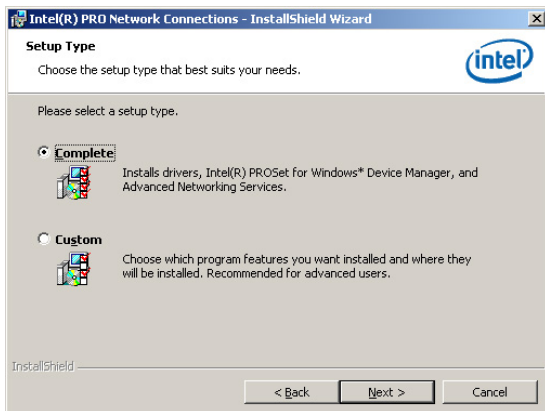 Intel(R) PRO Network Connections - InstallShield Wizard
Setup Type
Choose the setup type that best suits your needs.
intel
Please select a setup type.
Complete
Installs drivers, Intel(R) PROSet for Windows* Device Manager, and
Advanced Networking Services.
Custom
Choose which program features you want installed and where they
will be installed. Recommended for advanced users.
InstallShield
< Back
Next >
Cancel